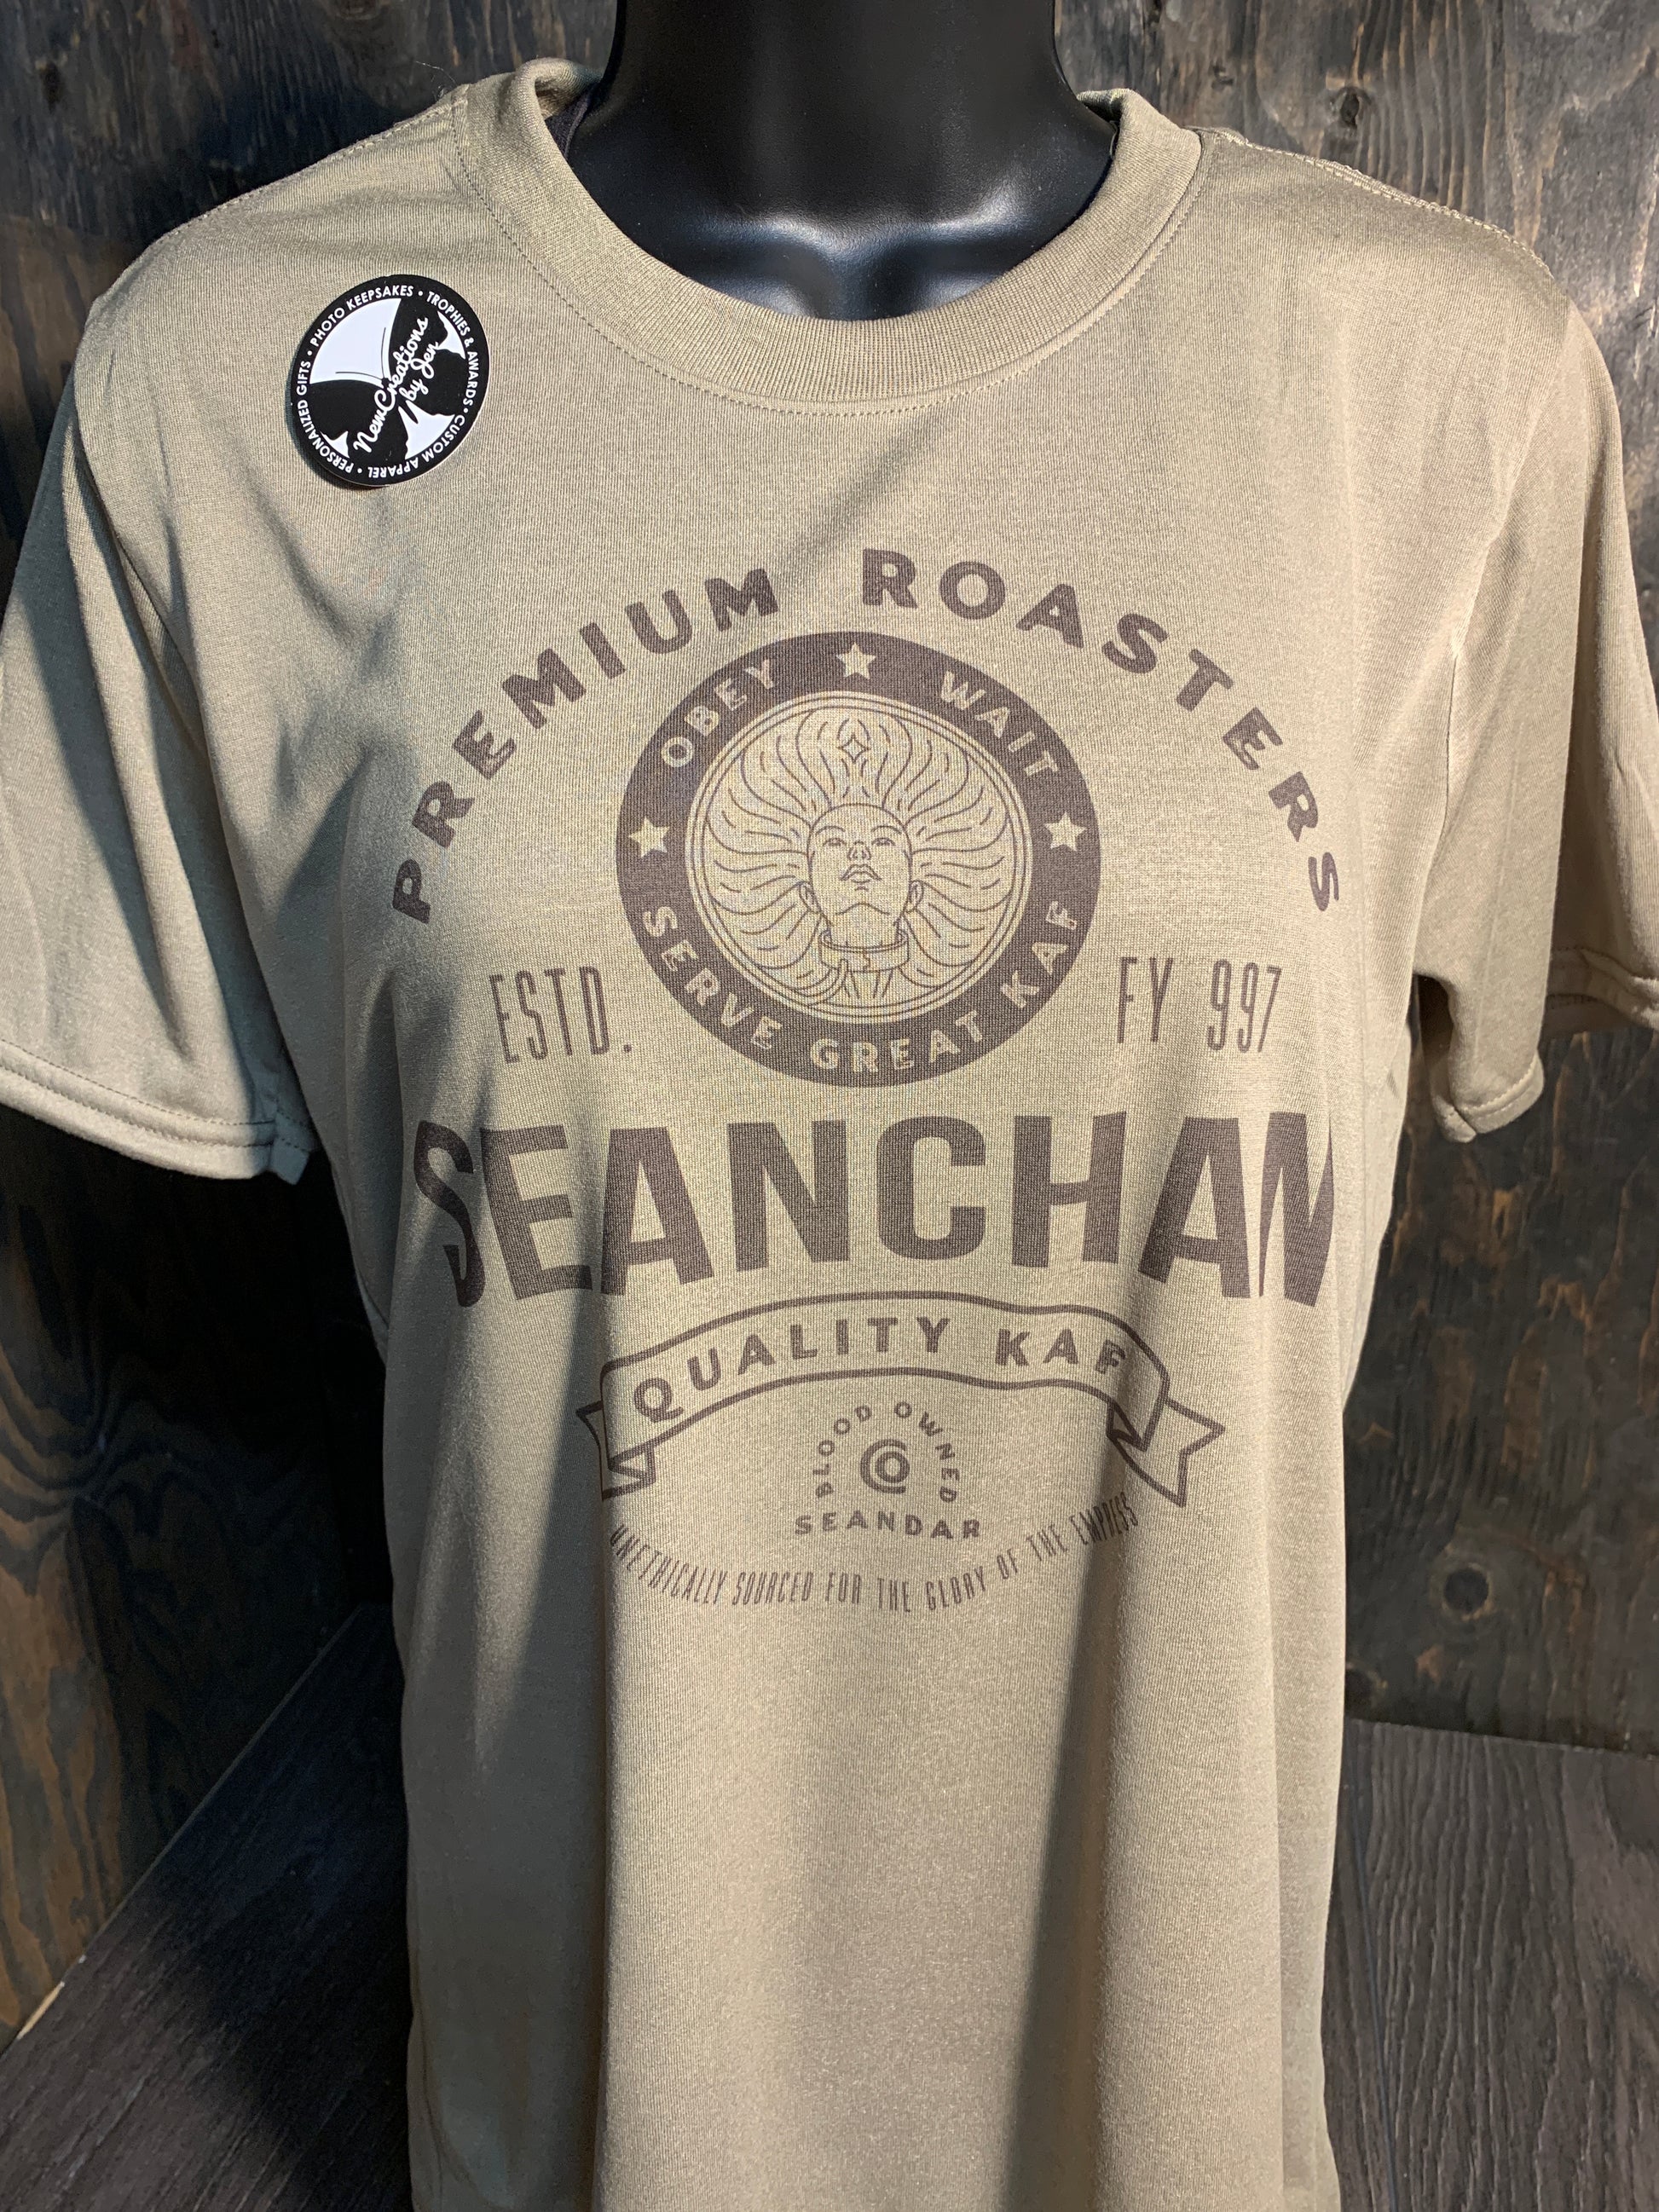 PHOTO KEEPSAKES • TROPHIES & AWARDS • CUSTOM APPAREL • PERSONALIZED GIFTS •
NewCreations
by Jen
PREMIUM ROASTERS
OBEY ★ WAIT ★
SERVE GREAT KAF ★
ESTD.
FY 997
SEANCHAN
QUALITY KAF
BLOOD OWNED
CO
SEANDAR
UNETHICALLY SOURCED FOR THE GLORY OF THE EMPRESS